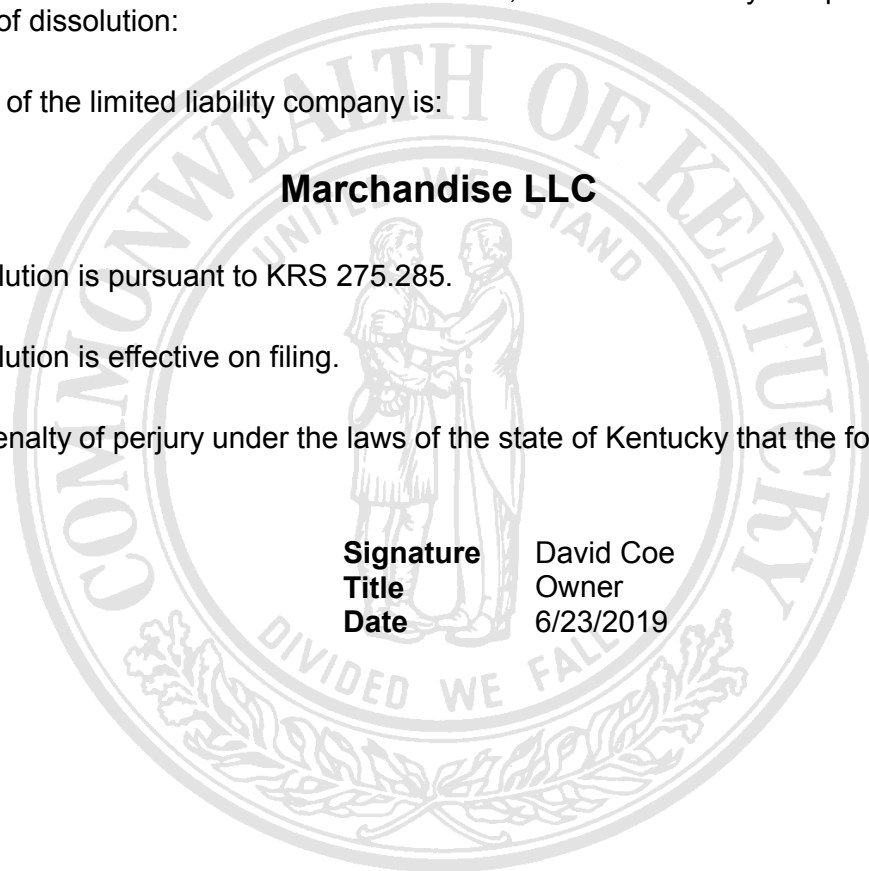 of dissolution:
of the limited liability company is:
Marchandise LLC
lution is pursuant to KRS 275.285.
lution is effective on filing.
enalty of perjury under the laws of the state of Kentucky that the fo
Signature David Coe
Title Owner
Date 6/23/2019
COMMONWEALTH OF KENTUCKY
UNITED WE STAND
DIVIDED WE FALL